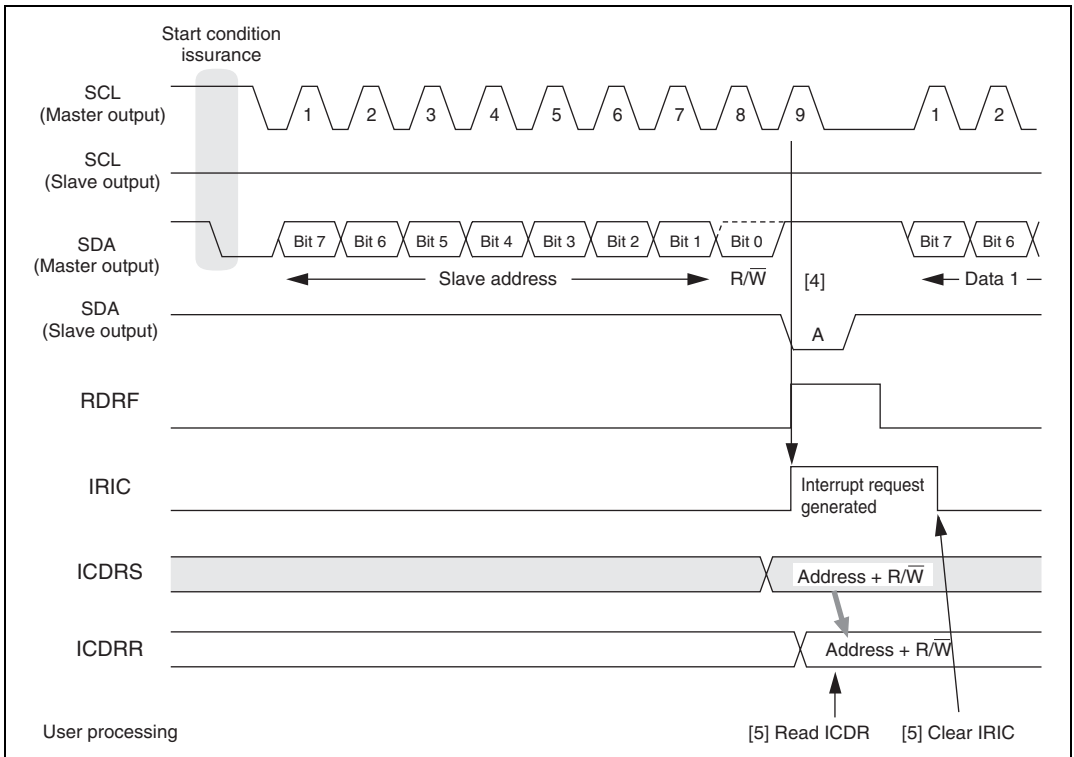 Start condition
issurance
SCL
(Master output)
1 2 3 4 5 6 7 8 9 1 2
SCL
(Slave output)
SDA
(Master output)
Bit 7 Bit 6 Bit 5 Bit 4 Bit 3 Bit 2 Bit 1 Bit 0 Bit 7 Bit 6
Slave address R/W̅ [4] Data 1
SDA
(Slave output)
A
RDRF
IRIC
Interrupt request
generated
ICDRS
Address + R/W̅
ICDRR
Address + R/W̅
User processing
[5] Read ICDR [5] Clear IRIC